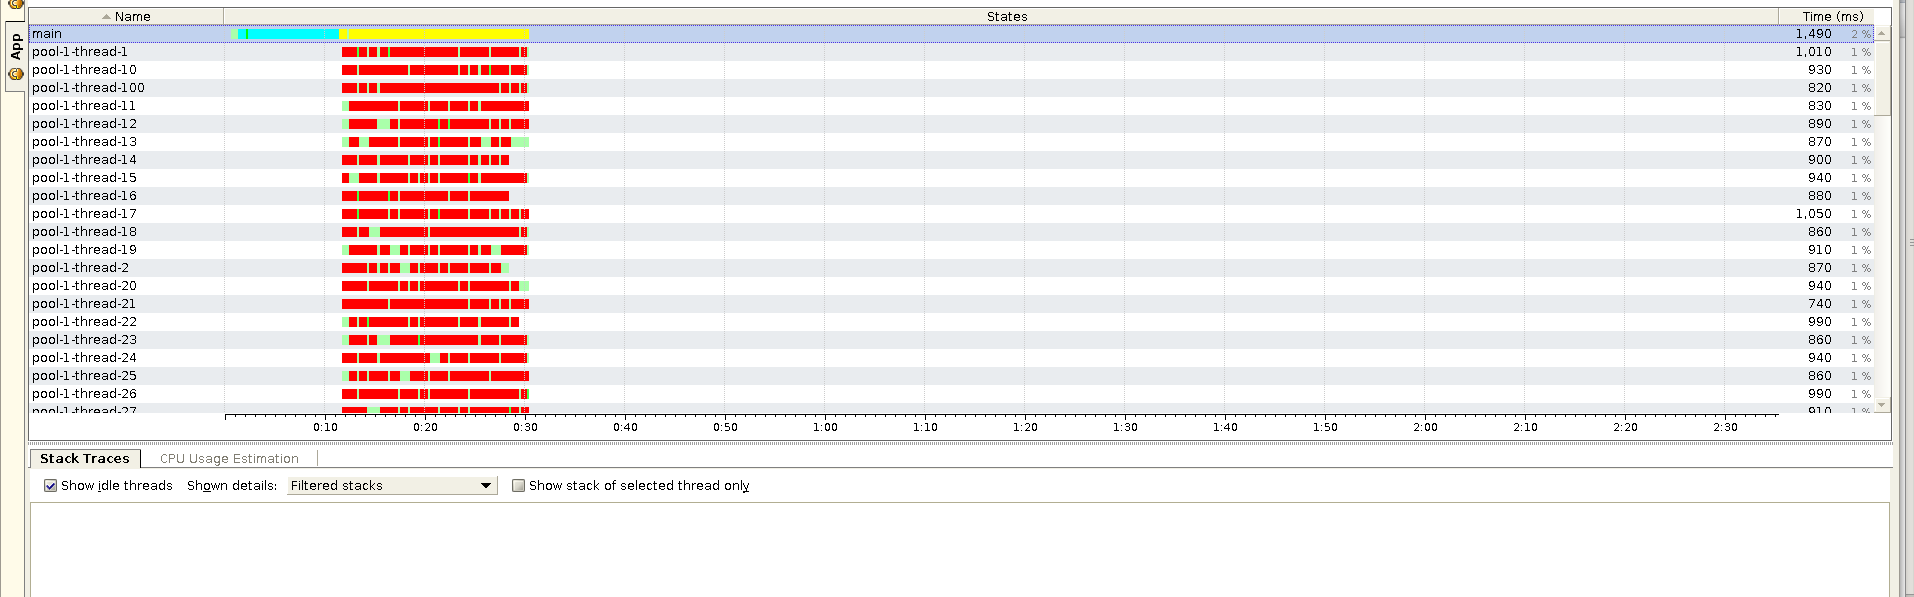 Name States Time (ms)
App
main 1,490 2 %
pool-1-thread-1 1,010 1 %
pool-1-thread-10 930 1 %
pool-1-thread-100 820 1 %
pool-1-thread-11 830 1 %
pool-1-thread-12 890 1 %
pool-1-thread-13 870 1 %
pool-1-thread-14 900 1 %
pool-1-thread-15 940 1 %
pool-1-thread-16 880 1 %
pool-1-thread-17 1,050 1 %
pool-1-thread-18 860 1 %
pool-1-thread-19 910 1 %
pool-1-thread-2 870 1 %
pool-1-thread-20 940 1 %
pool-1-thread-21 740 1 %
pool-1-thread-22 990 1 %
pool-1-thread-23 860 1 %
pool-1-thread-24 940 1 %
pool-1-thread-25 860 1 %
pool-1-thread-26 990 1 %
pool-1-thread-27 910 1 %
0:10 0:20 0:30 0:40 0:50 1:00 1:10 1:20 1:30 1:40 1:50 2:00 2:10 2:20 2:30
Stack Traces CPU Usage Estimation
Show idle threads Shown details: Filtered stacks Show stack of selected thread only